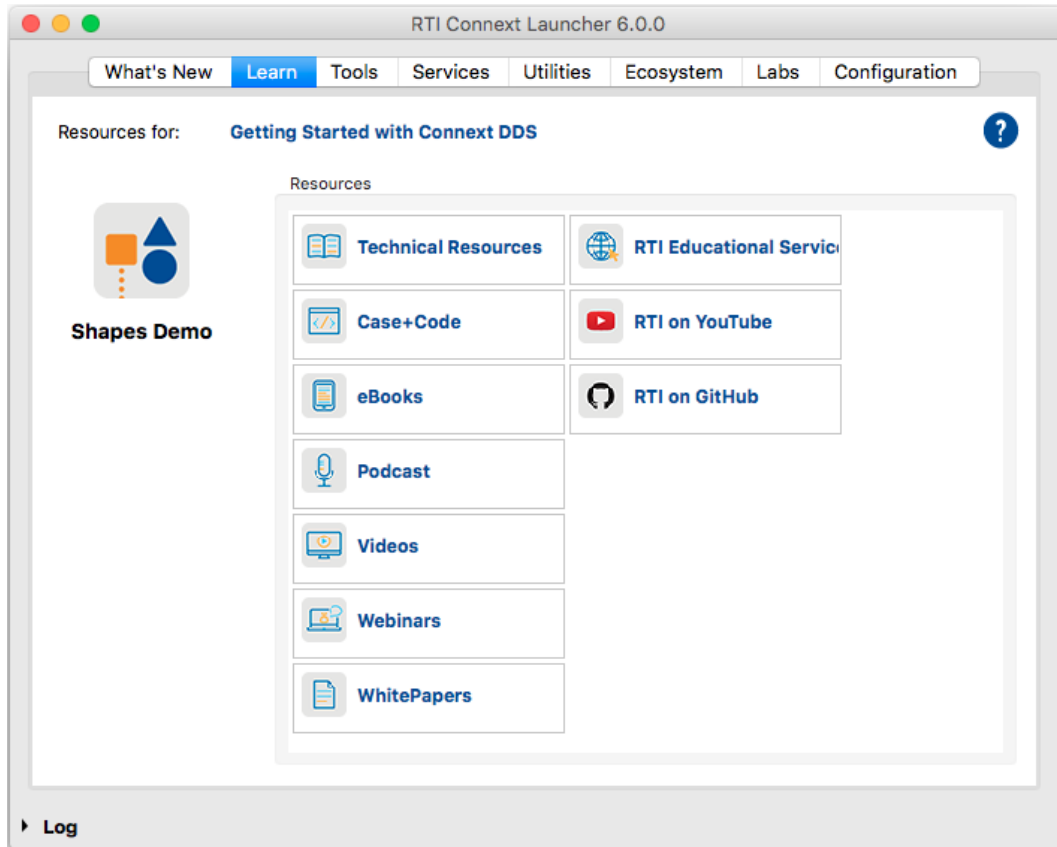 RTI Connext Launcher 6.0.0
What's New Learn Tools Services Utilities Ecosystem Labs Configuration
Resources for: Getting Started with Connext DDS ?
Resources
Shapes Demo
Technical Resources
Case+Code
eBooks
Podcast
Videos
Webinars
WhitePapers
RTI Educational Servic
RTI on YouTube
RTI on GitHub
Log